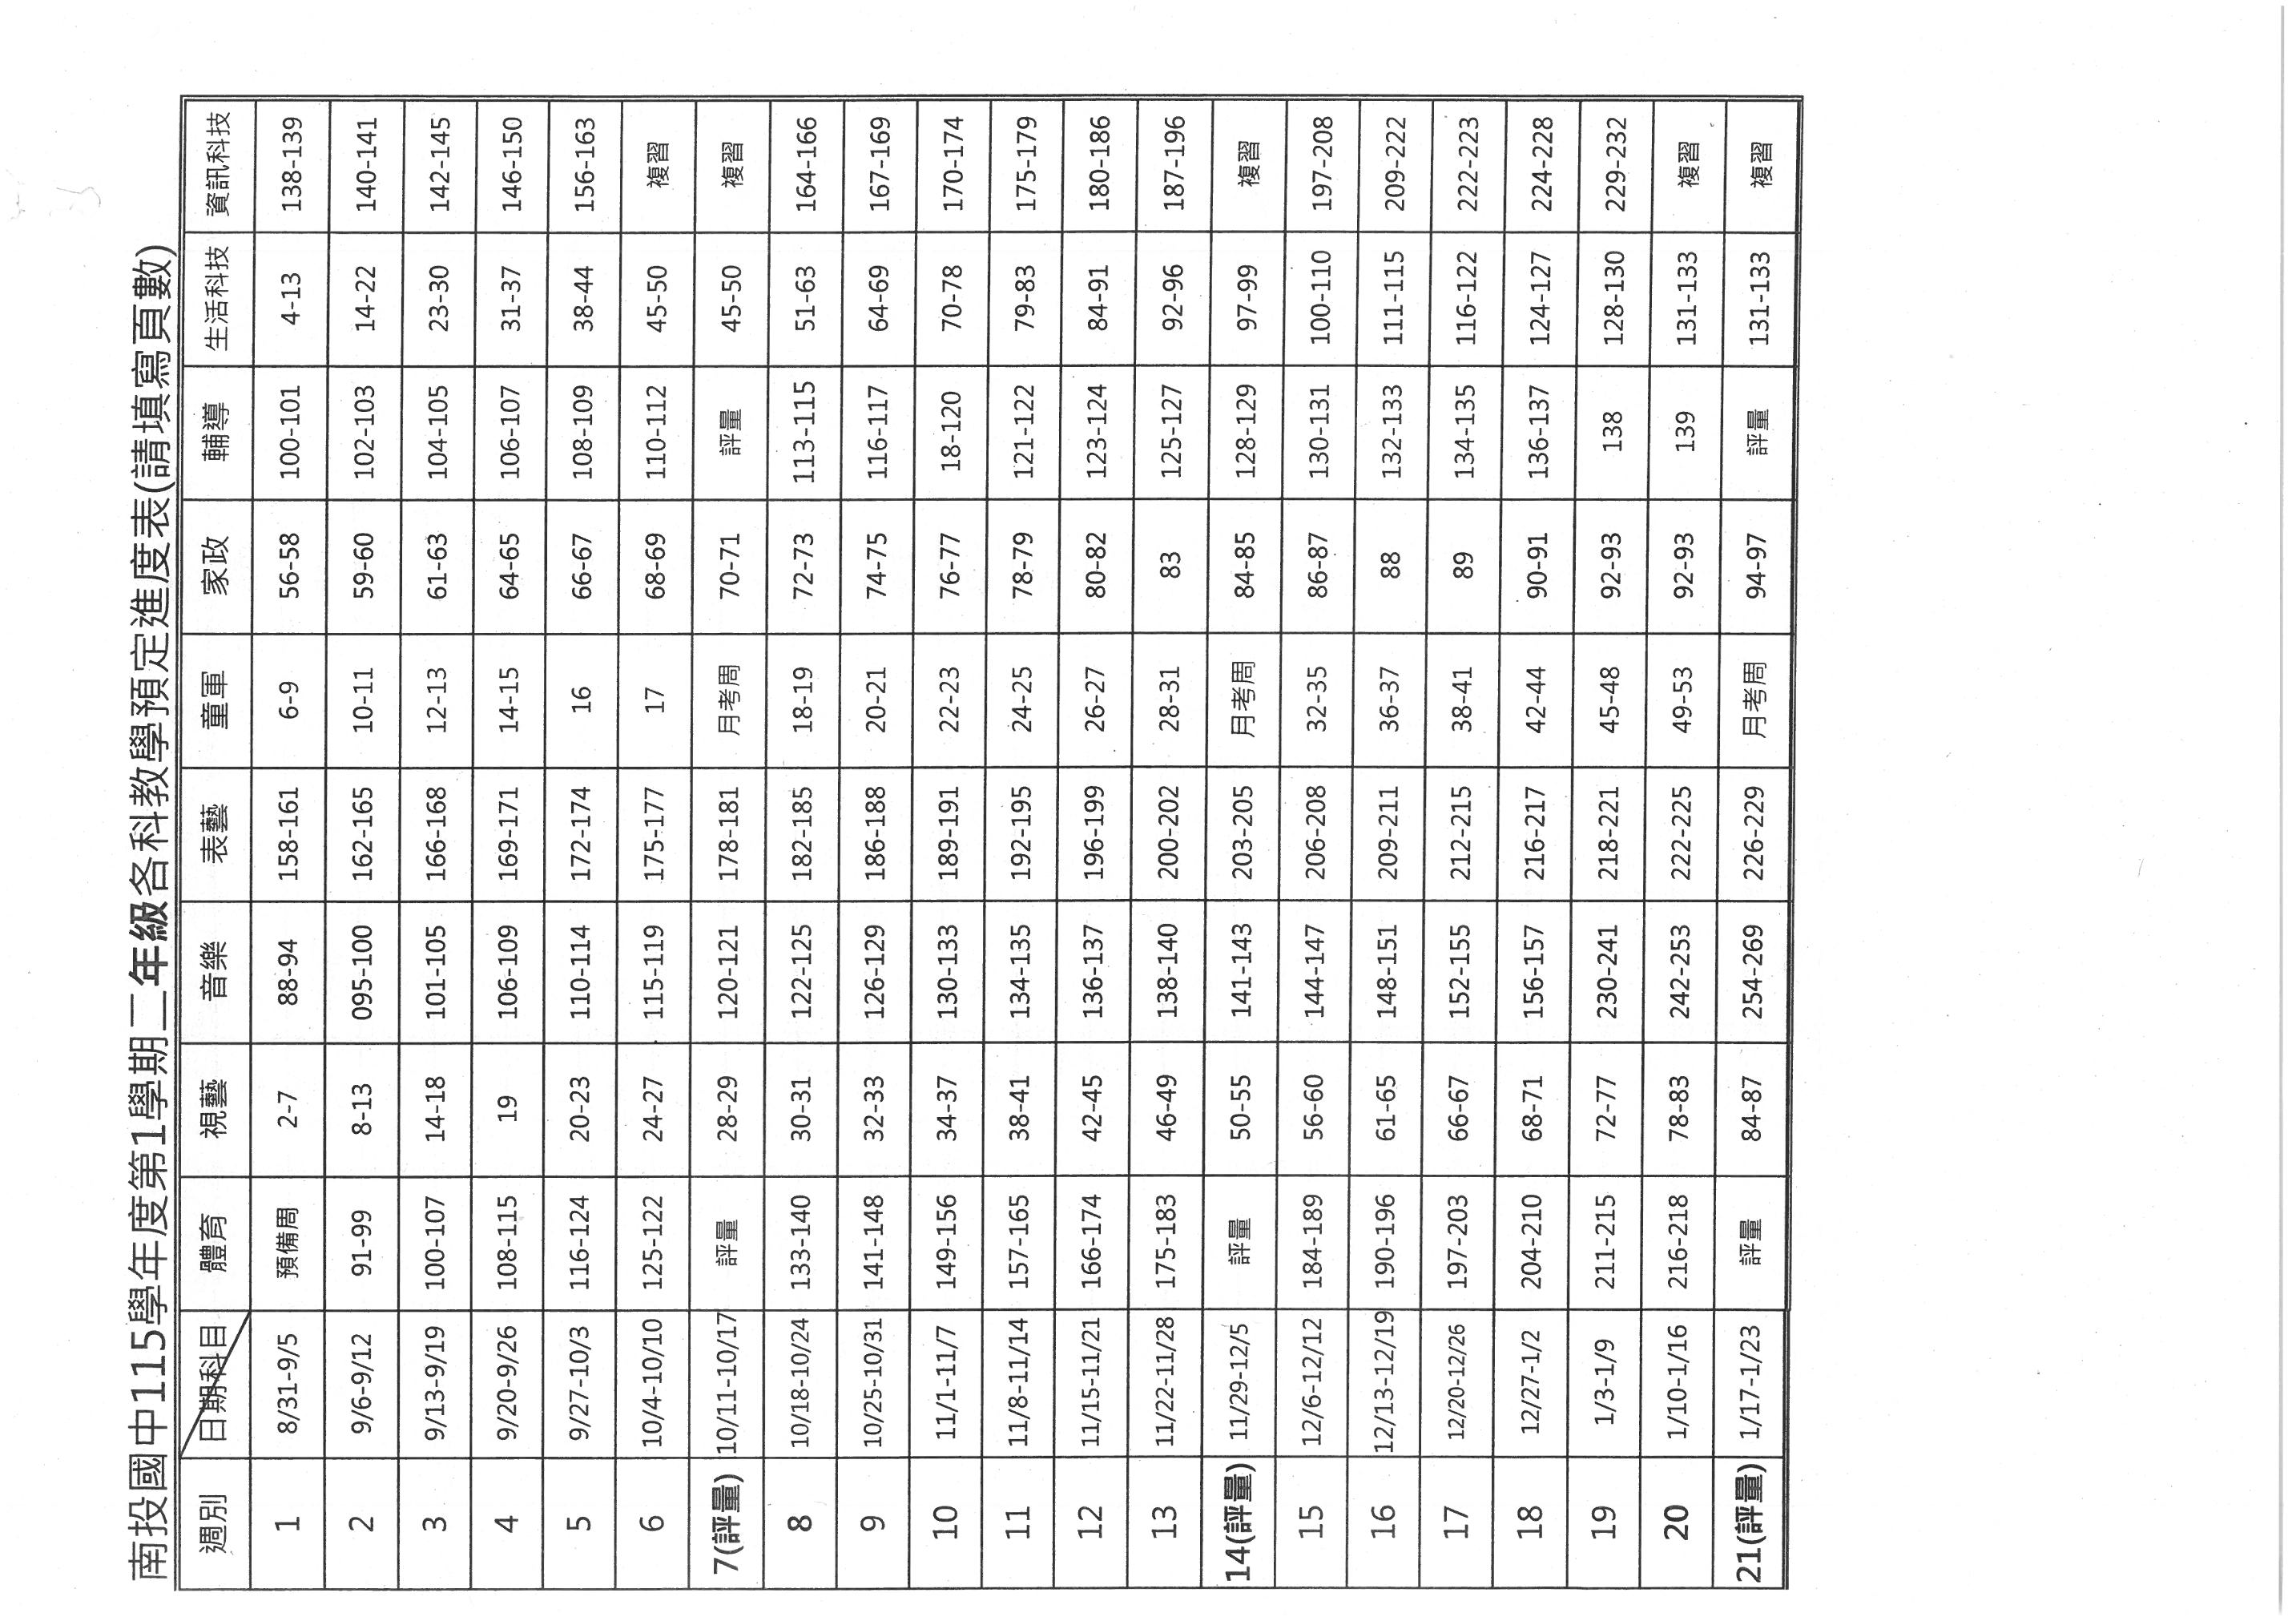 南投國中115學年度第1學期二年級各科教學預定進度表(請填寫頁數)
週別 日期科目 體育 視藝 音樂 表藝 童軍 家政 輔導 生活科技 資訊科技
1 8/31-9/5 預備周 2-7 88-94 158-161 6-9 56-58 100-101 4-13 138-139
2 9/6-9/12 91-99 8-13 095-100 162-165 10-11 59-60 102-103 14-22 140-141
3 9/13-9/19 100-107 14-18 101-105 166-168 12-13 61-63 104-105 23-30 142-145
4 9/20-9/26 108-115 19 106-109 169-171 14-15 64-65 106-107 31-37 146-150
5 9/27-10/3 116-124 20-23 110-114 172-174 16 66-67 108-109 38-44 156-163
6 10/4-10/10 125-122 24-27 115-119 175-177 17 68-69 110-112 45-50 複習
7(評量) 10/11-10/17 評量 28-29 120-121 178-181 月考周 70-71 評量 45-50 複習
8 10/18-10/24 133-140 30-31 122-125 182-185 18-19 72-73 113-115 51-63 164-166
9 10/25-10/31 141-148 32-33 126-129 186-188 20-21 74-75 116-117 64-69 167-169
10 11/1-11/7 149-156 34-37 130-133 189-191 22-23 76-77 18-120 70-78 170-174
11 11/8-11/14 157-165 38-41 134-135 192-195 24-25 78-79 121-122 79-83 175-179
12 11/15-11/21 166-174 42-45 136-137 196-199 26-27 80-82 123-124 84-91 180-186
13 11/22-11/28 175-183 46-49 138-140 200-202 28-31 83 125-127 92-96 187-196
14(評量) 11/29-12/5 評量 50-55 141-143 203-205 月考周 84-85 128-129 97-99 複習
15 12/6-12/12 184-189 56-60 144-147 206-208 32-35 86-87 130-131 100-110 197-208
16 12/13-12/19 190-196 61-65 148-151 209-211 36-37 88 132-133 111-115 209-222
17 12/20-12/26 197-203 66-67 152-155 212-215 38-41 89 134-135 116-122 222-223
18 12/27-1/2 204-210 68-71 156-157 216-217 42-44 90-91 136-137 124-127 224-228
19 1/3-1/9 211-215 72-77 230-241 218-221 45-48 92-93 138 128-130 229-232
20 1/10-1/16 216-218 78-83 242-253 222-225 49-53 92-93 139 131-133 複習
21(評量) 1/17-1/23 評量 84-87 254-269 226-229 月考周 94-97 評量 131-133 複習